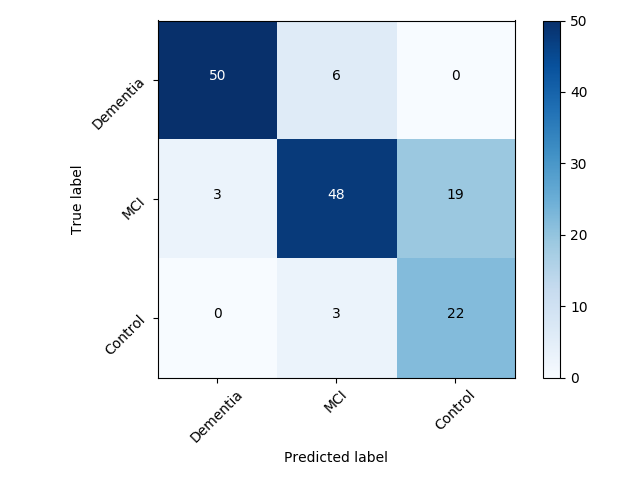 True label
Dementia
50
6
0
MCI
3
48
19
Control
0
3
22
Dementia
MCI
Control
Predicted label
50
40
30
20
10
0